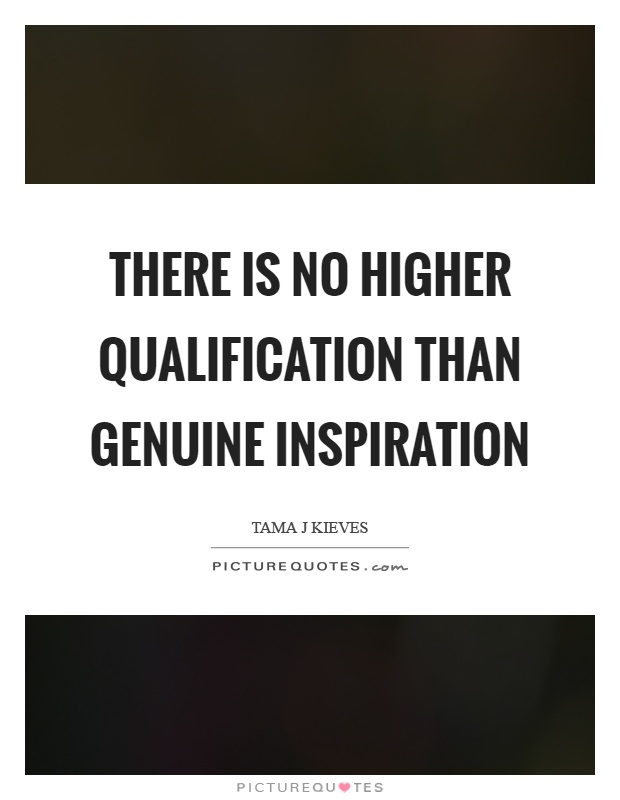 THERE IS NO HIGHER
QUALIFICATION THAN
GENUINE INSPIRATION
TAMA J KIEVES
PICTUREQUOTES.com
PICTUREQUOTES